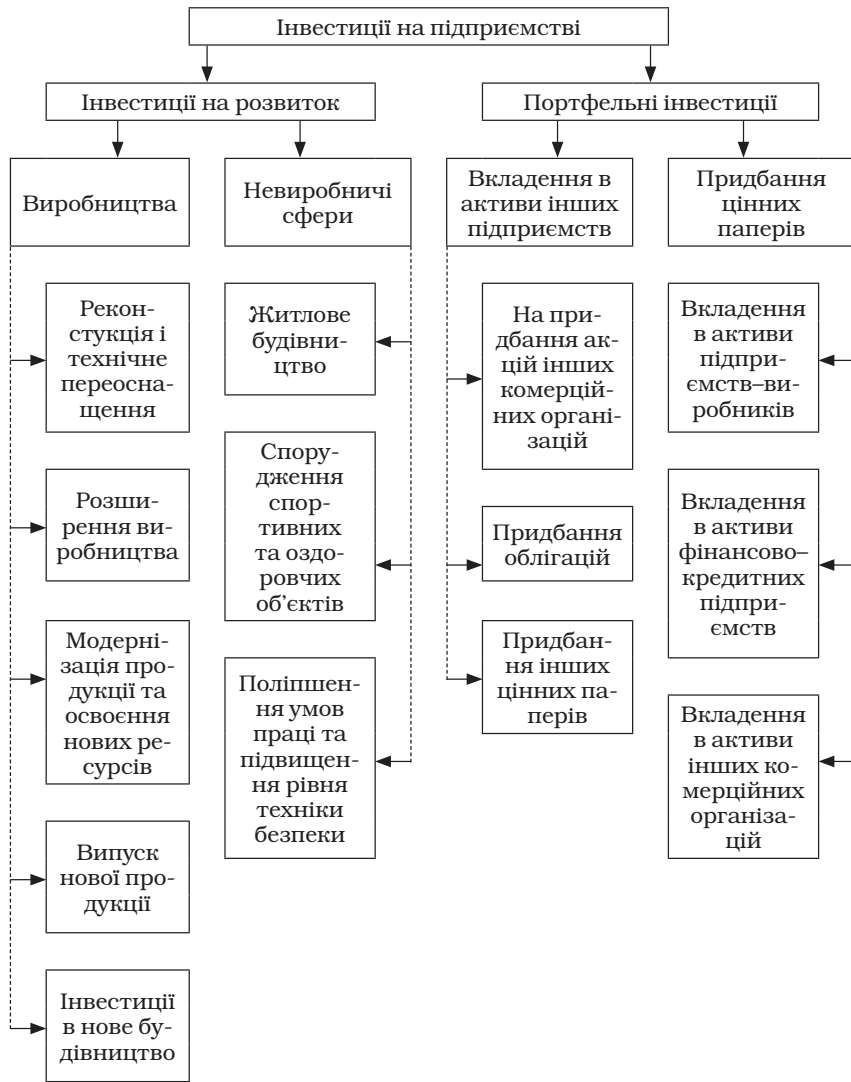 Інвестиції на підприємстві
Інвестиції на розвиток
Портфельні інвестиції
Виробництва
Невиробничі
сфери
Вкладення в
активи інших
підприємств
Придбання
цінних
паперів
Рекон-
стукція і
технічне
переосна-
щення
Розши-
рення ви-
робництва
Модерні-
зація про-
дукції та
освоєння
нових ре-
сурсів
Випуск
нової про-
дукції
Інвестиції
в нове бу-
дівництво
Житлове
будівни-
цтво
Спору-
дження
спор-
тивних
та оздо-
ровчих
об’єктів
Поліпшен-
ня умов
праці та
підвищен-
ня рівня
техніки
безпеки
На при-
дбання ак-
цій інших
комерцій-
них органі-
зацій
Придбання
облігацій
Придбан-
ня інших
цінних па-
перів
Вкладення
в активи
підпри-
ємств–ви-
робників
Вкладення
в активи
фінансово–
кредитних
підпри-
ємств
Вкладення
в активи
інших ко-
мерційних
організа-
цій